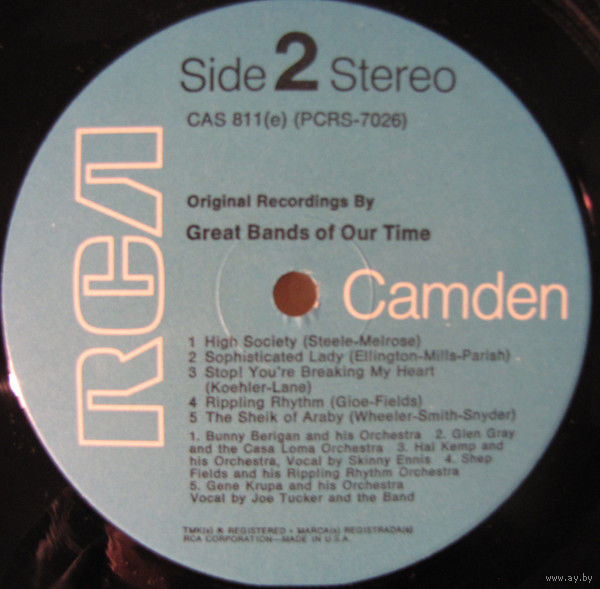 Side 2 Stereo
CAS 811(e) (PCRS-7026)
RCA
Original Recordings By
Great Bands of Our Time
Camden
1 High Society (Steele-Melrose)
2 Sophisticated Lady (Ellington-Mills-Parish)
3 Stop! You're Breaking My Heart
(Koehler-Lane)
4 Rippling Rhythm (Gioe-Fields)
5 The Sheik of Araby (Wheeler-Smith-Snyder)
1. Bunny Berigan and his Orchestra 2. Glen Gray
and the Casa Loma Orchestra 3. Hal Kemp and
his Orchestra, Vocal by Skinny Ennis 4. Shep
Fields and his Rippling Rhythm Orchestra
5. Gene Krupa and his Orchestra
Vocal by Joe Tucker and the Band
TMK(s) ® REGISTERED • MARCA(s) REGISTRADA(s)
RCA CORPORATION—MADE IN U.S.A.
www.ay.by